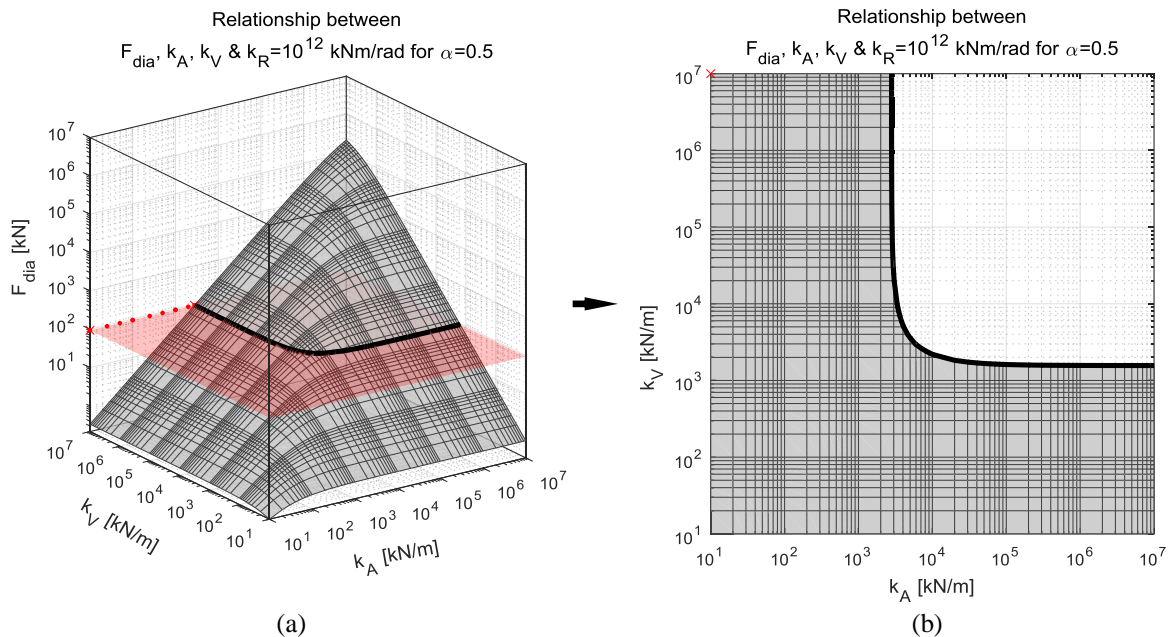 Relationship between
F_dia, k_A, k_V & k_R=10^12 kNm/rad for α=0.5
10^7
10^6
10^5
10^4
10^3
10^2
10^1
F_dia [kN]
10^7
10^6
10^5
10^4
10^3
10^2
10^1
k_V [kN/m]
10^1
10^2
10^3
10^4
10^5
10^6
10^7
k_A [kN/m]
(a)
Relationship between
F_dia, k_A, k_V & k_R=10^12 kNm/rad for α=0.5
10^7
10^6
10^5
10^4
10^3
10^2
10^1
k_V [kN/m]
10^1 10^2 10^3 10^4 10^5 10^6 10^7
k_A [kN/m]
(b)